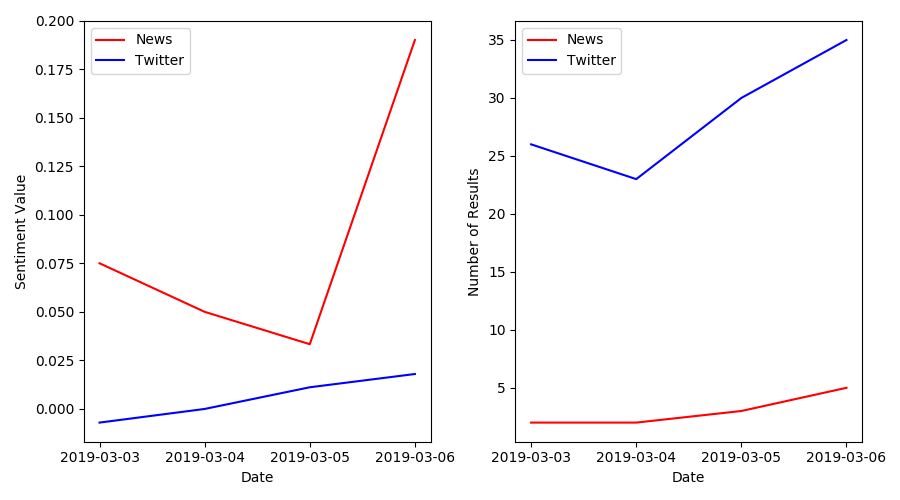 News
Twitter
0.200
0.175
0.150
0.125
0.100
0.075
0.050
0.025
0.000
Sentiment Value
2019-03-03 2019-03-04 2019-03-05 2019-03-06
Date
News
Twitter
35
30
25
20
15
10
5
Number of Results
2019-03-03 2019-03-04 2019-03-05 2019-03-06
Date